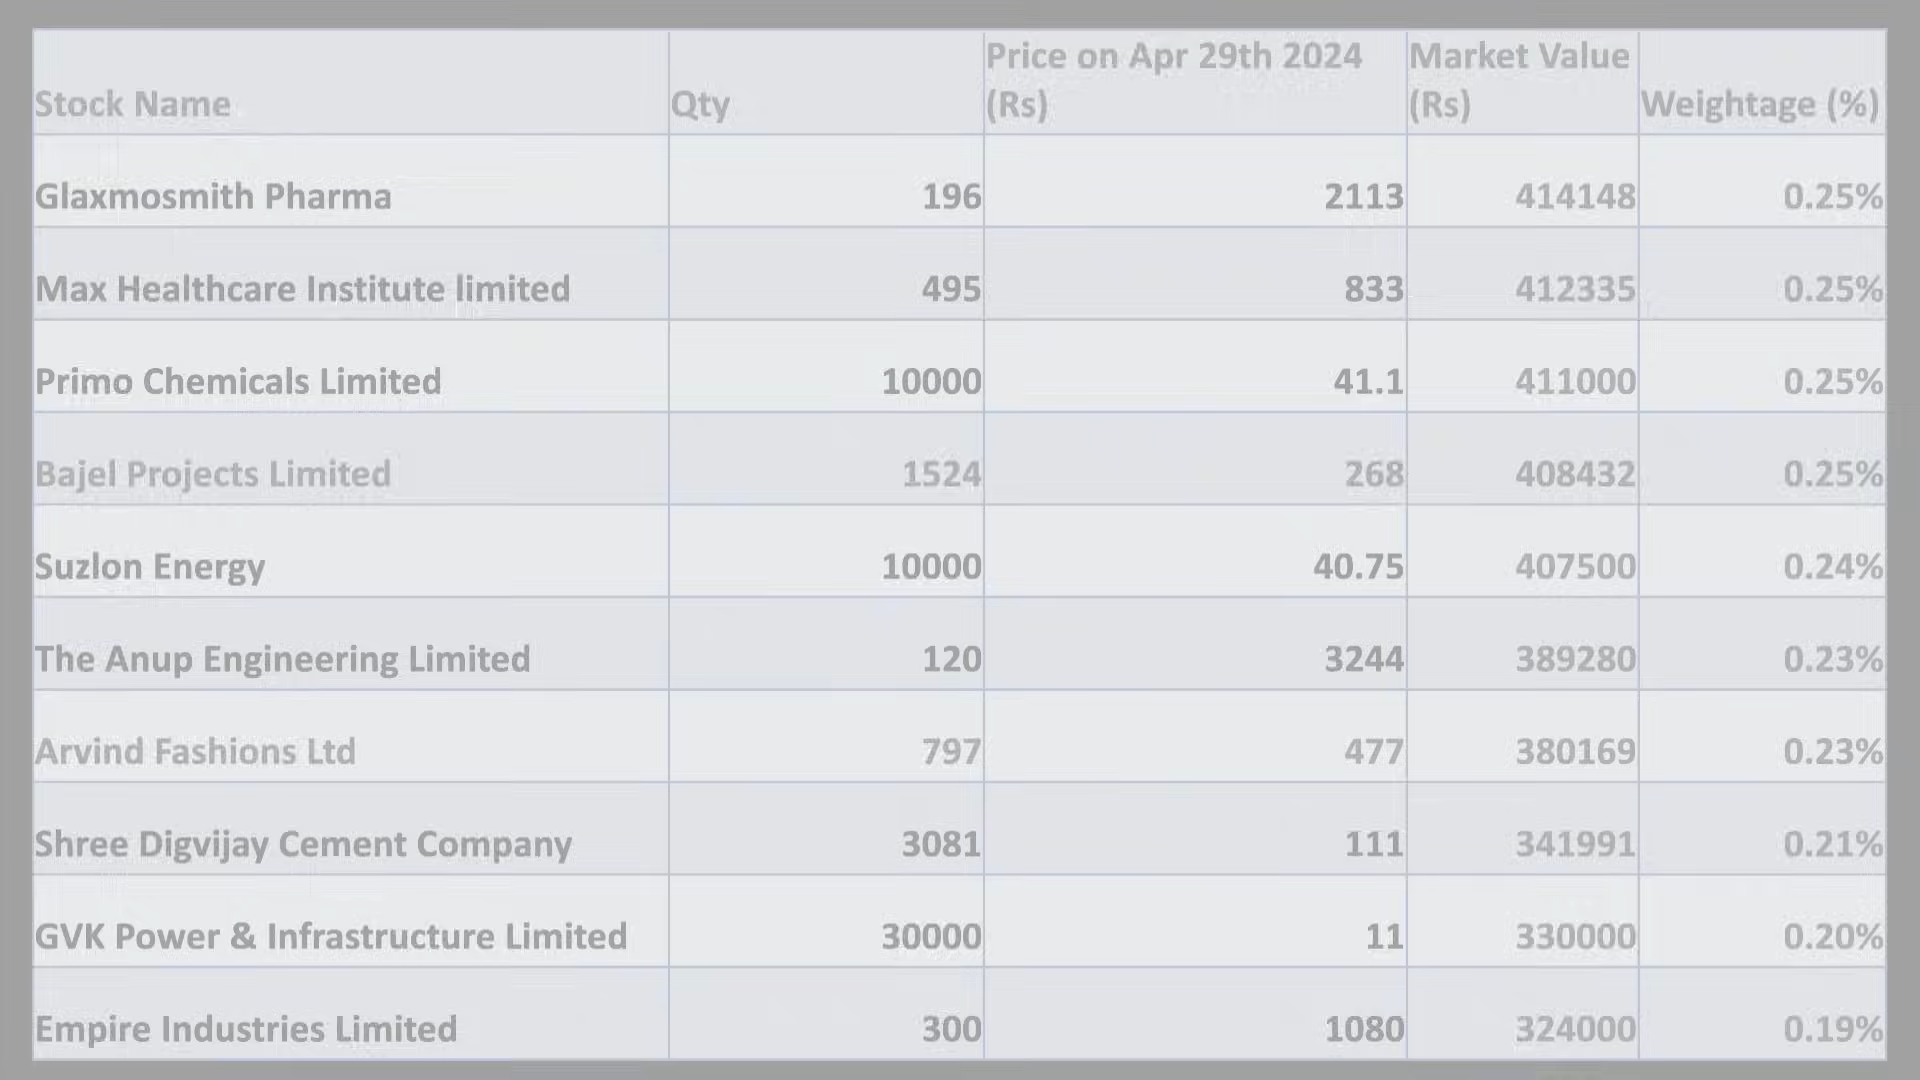 Stock Name Qty Price on Apr 29th 2024 (Rs) Market Value (Rs) Weightage (%)
Glaxmosmith Pharma 196 2113 414148 0.25%
Max Healthcare Institute limited 495 833 412335 0.25%
Primo Chemicals Limited 10000 41.1 411000 0.25%
Bajel Projects Limited 1524 268 408432 0.25%
Suzlon Energy 10000 40.75 407500 0.24%
The Anup Engineering Limited 120 3244 389280 0.23%
Arvind Fashions Ltd 797 477 380169 0.23%
Shree Digvijay Cement Company 3081 111 341991 0.21%
GVK Power & Infrastructure Limited 30000 11 330000 0.20%
Empire Industries Limited 300 1080 324000 0.19%